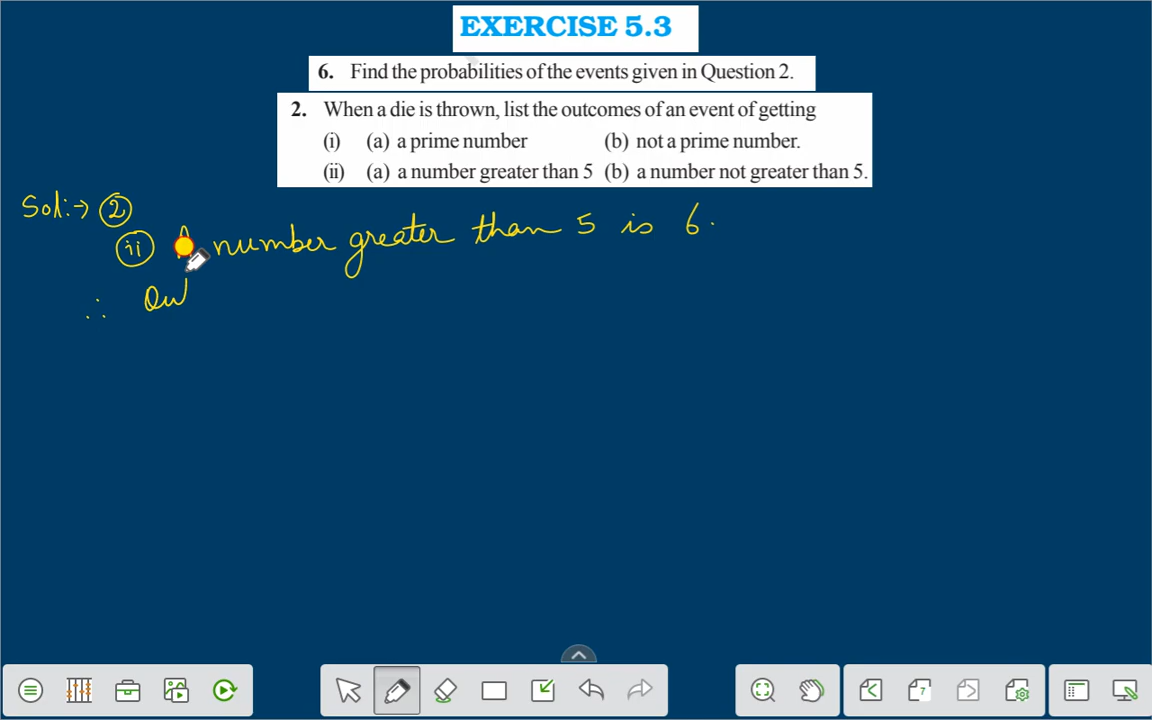 EXERCISE 5.3
6. Find the probabilities of the events given in Question 2.
2. When a die is thrown, list the outcomes of an event of getting
(i) (a) a prime number (b) not a prime number.
(ii) (a) a number greater than 5 (b) a number not greater than 5.
Sol:→ ②
(ii) A number greater than 5 is 6.
∴ Out
7